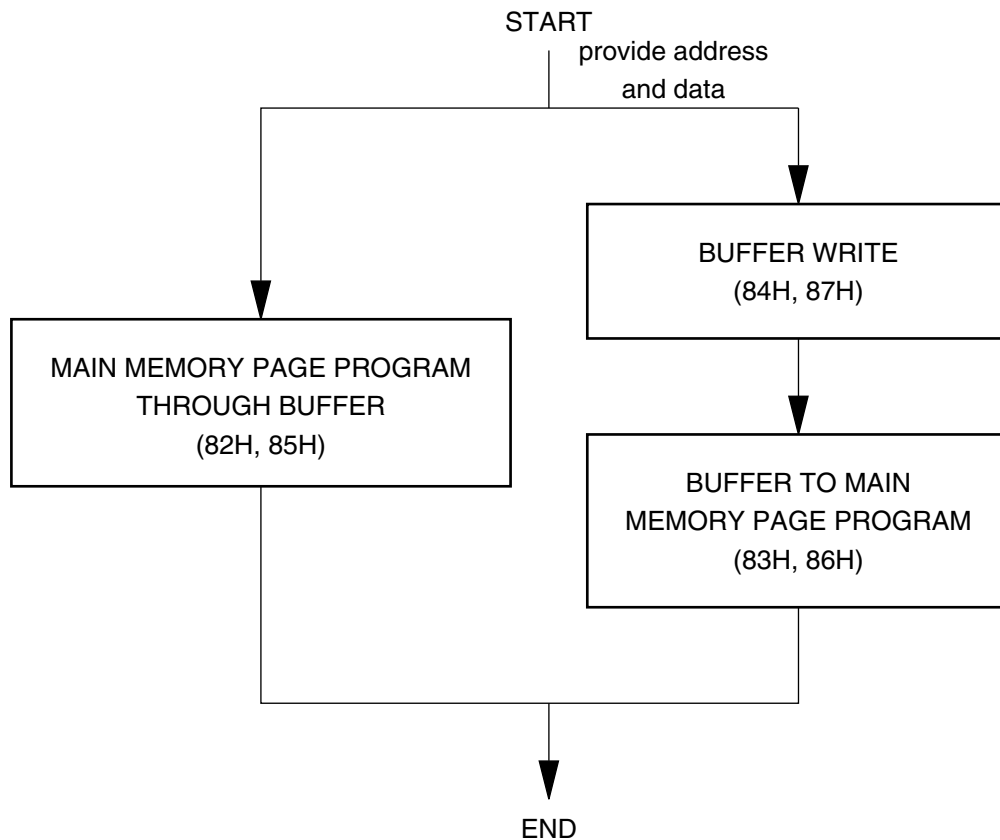 START
provide address
and data
BUFFER WRITE
(84H, 87H)
MAIN MEMORY PAGE PROGRAM
THROUGH BUFFER
(82H, 85H)
BUFFER TO MAIN
MEMORY PAGE PROGRAM
(83H, 86H)
END